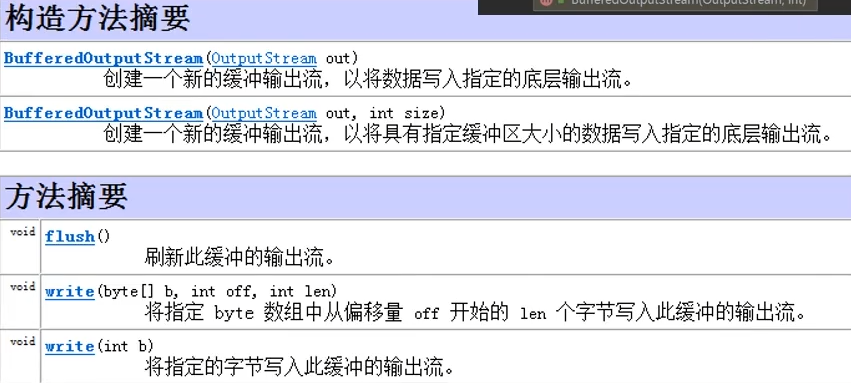 BufferedOutputStream(OutputStream, int)
构造方法摘要
BufferedOutputStream(OutputStream out)
创建一个新的缓冲输出流，以将数据写入指定的底层输出流。
BufferedOutputStream(OutputStream out, int size)
创建一个新的缓冲输出流，以将具有指定缓冲区大小的数据写入指定的底层输出流。
方法摘要
void flush()
刷新此缓冲的输出流。
void write(byte[] b, int off, int len)
将指定 byte 数组中从偏移量 off 开始的 len 个字节写入此缓冲的输出流。
void write(int b)
将指定的字节写入此缓冲的输出流。